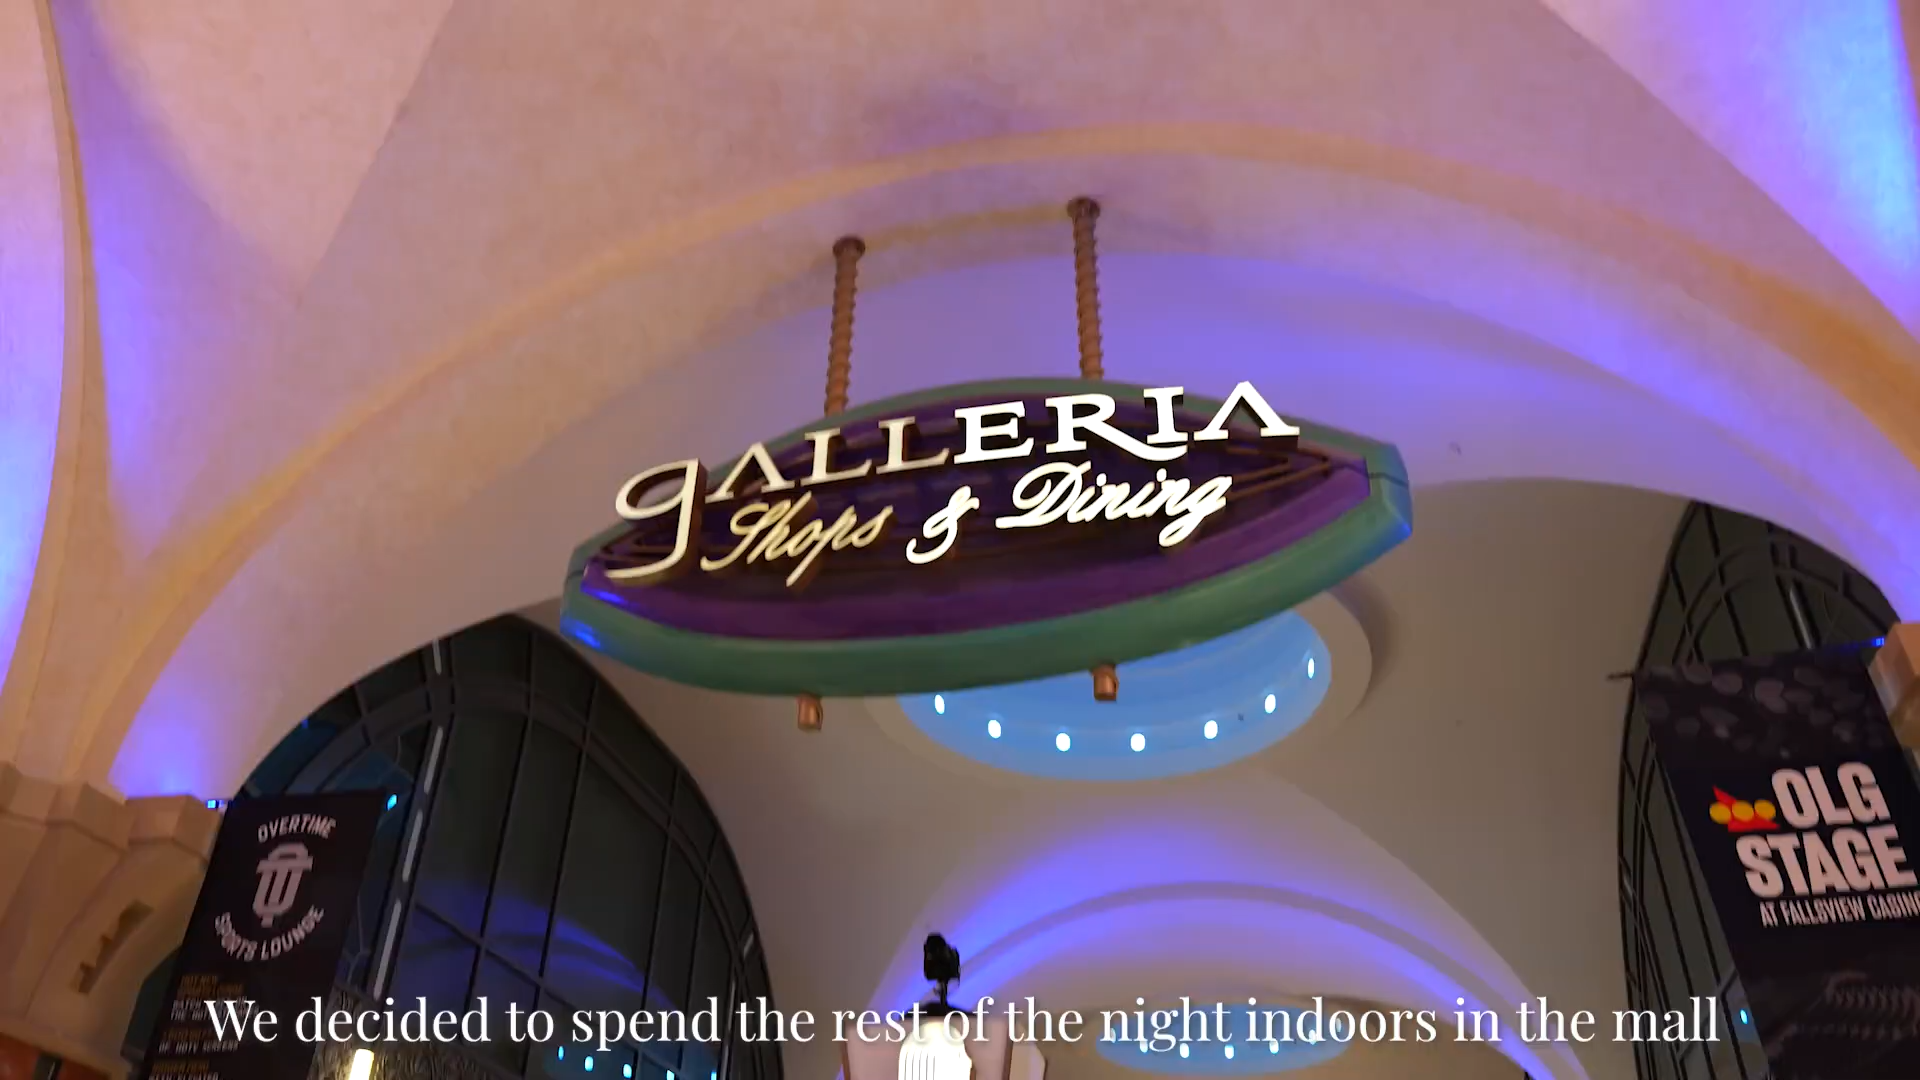 gALLERIA
Shops & Dining
OVERTIME
SPORTS LOUNGE
OLG
STAGE
AT FALLSVIEW CASINO
We decided to spend the rest of the night indoors in the mall